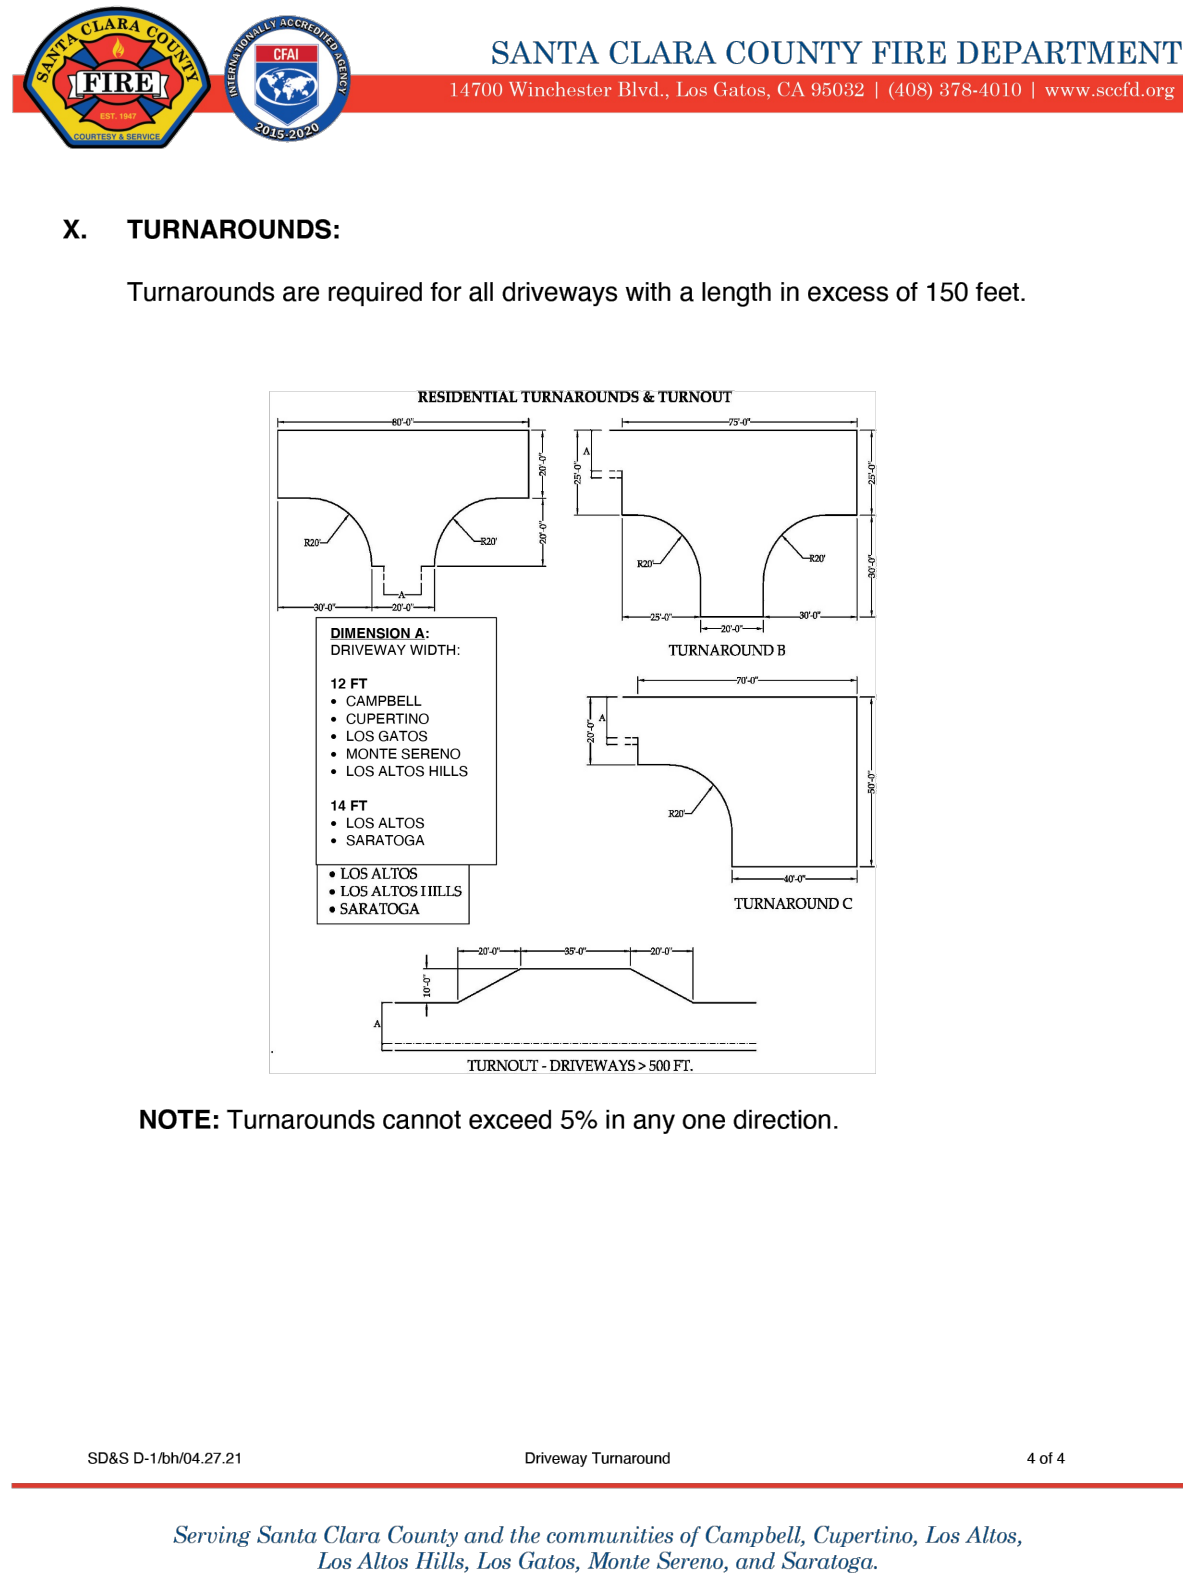 SANTA CLARA COUNTY
FIRE
EST. 1947
COURTESY & SERVICE
INTERNATIONALLY ACCREDITED AGENCY
CFAI
2015-2020
SANTA CLARA COUNTY FIRE DEPARTMENT
14700 Winchester Blvd., Los Gatos, CA 95032 | (408) 378-4010 | www.sccfd.org
X. TURNAROUNDS:
Turnarounds are required for all driveways with a length in excess of 150 feet.
RESIDENTIAL TURNAROUNDS & TURNOUT
80'-0"
20'-0"
20'-0"
R20'
R20'
A
30'-0"
20'-0"
75'-0"
A
25'-0"
25'-0"
R20'
R20'
30'-0"
25'-0"
30'-0"
20'-0"
TURNAROUND B
DIMENSION A:
DRIVEWAY WIDTH:
12 FT
• CAMPBELL
• CUPERTINO
• LOS GATOS
• MONTE SERENO
• LOS ALTOS HILLS
14 FT
• LOS ALTOS
• SARATOGA
• LOS ALTOS
• LOS ALTOS HILLS
• SARATOGA
70'-0"
A
20'-0"
50'-0"
R20'
40'-0"
TURNAROUND C
20'-0"
35'-0"
20'-0"
10'-0"
A
TURNOUT - DRIVEWAYS > 500 FT.
NOTE: Turnarounds cannot exceed 5% in any one direction.
SD&S D-1/bh/04.27.21
Driveway Turnaround
4 of 4
Serving Santa Clara County and the communities of Campbell, Cupertino, Los Altos,
Los Altos Hills, Los Gatos, Monte Sereno, and Saratoga.